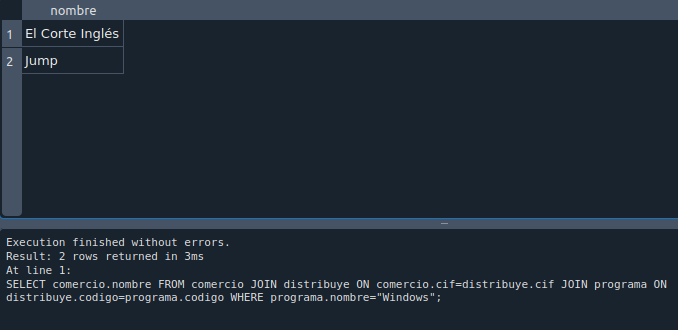 nombre
1 El Corte Inglés
2 Jump
Execution finished without errors.
Result: 2 rows returned in 3ms
At line 1:
SELECT comercio.nombre FROM comercio JOIN distribuye ON comercio.cif=distribuye.cif JOIN programa ON
distribuye.codigo=programa.codigo WHERE programa.nombre="Windows";